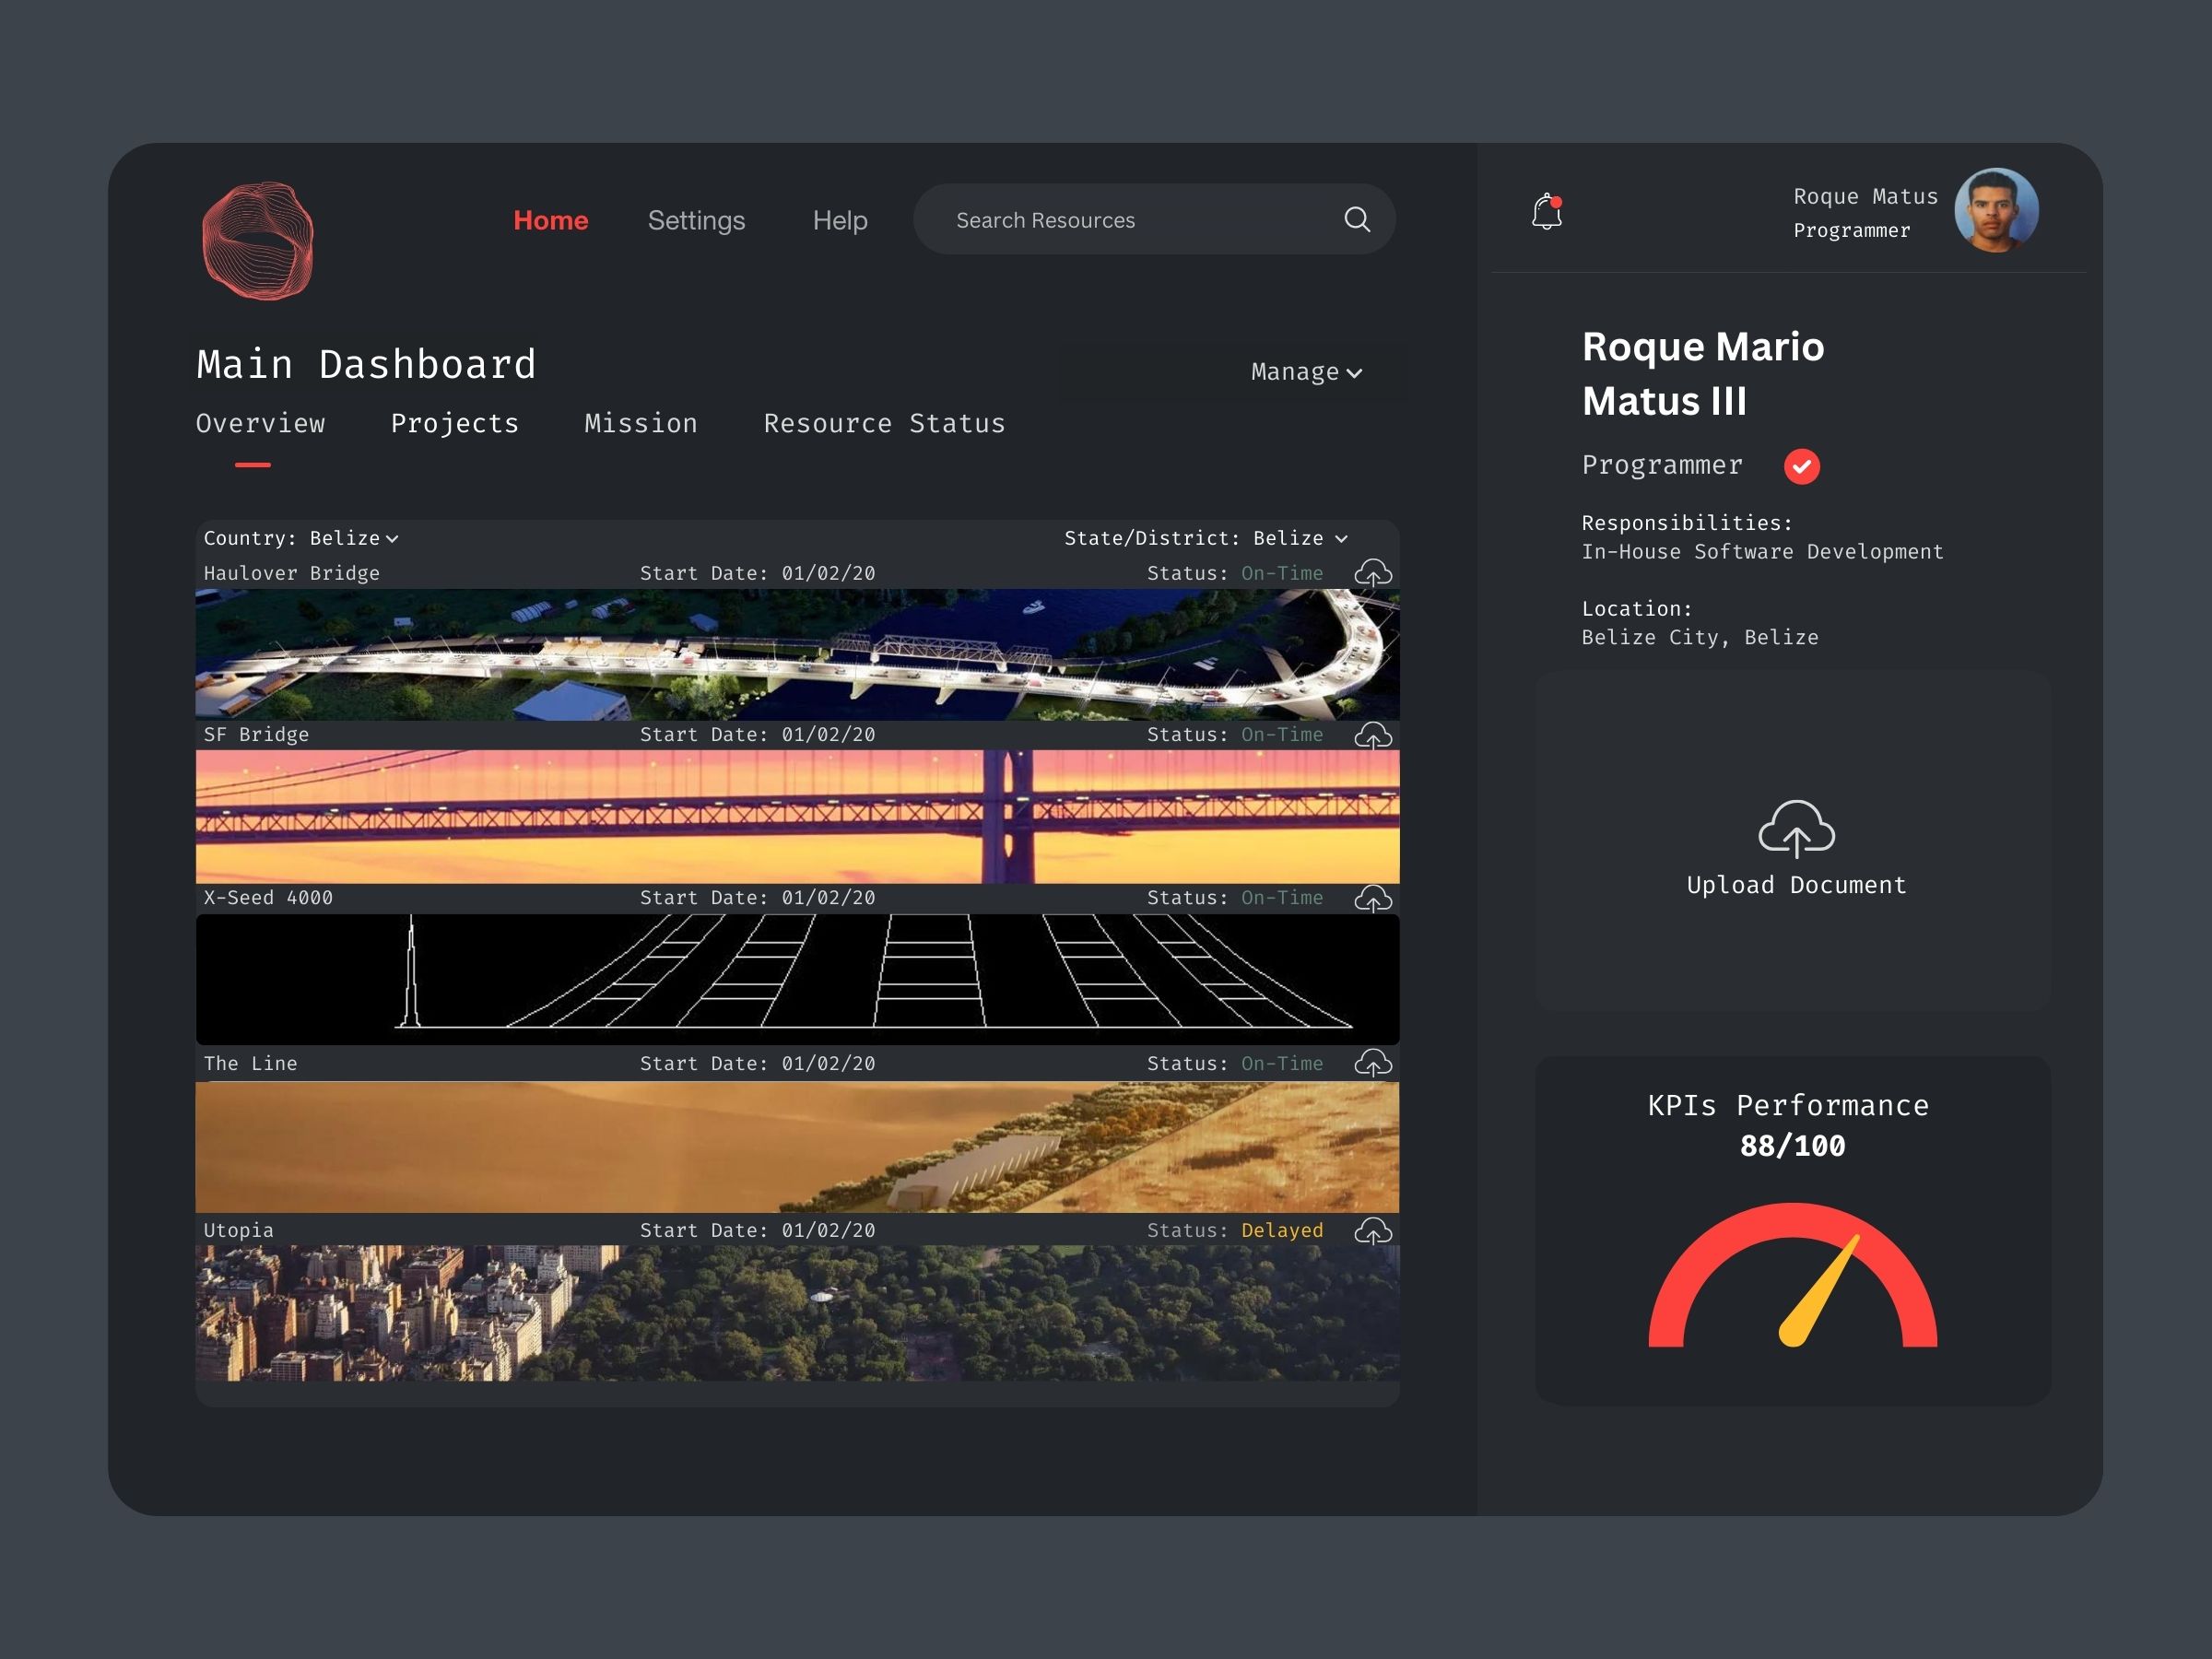 Home Settings Help Search Resources
Roque Matus
Programmer
Main Dashboard
Manage
Overview Projects Mission Resource Status
Country: Belize State/District: Belize
Haulover Bridge Start Date: 01/02/20 Status: On-Time
SF Bridge Start Date: 01/02/20 Status: On-Time
X-Seed 4000 Start Date: 01/02/20 Status: On-Time
The Line Start Date: 01/02/20 Status: On-Time
Utopia Start Date: 01/02/20 Status: Delayed
Roque Mario
Matus III
Programmer
Responsibilities:
In-House Software Development
Location:
Belize City, Belize
Upload Document
KPIs Performance
88/100